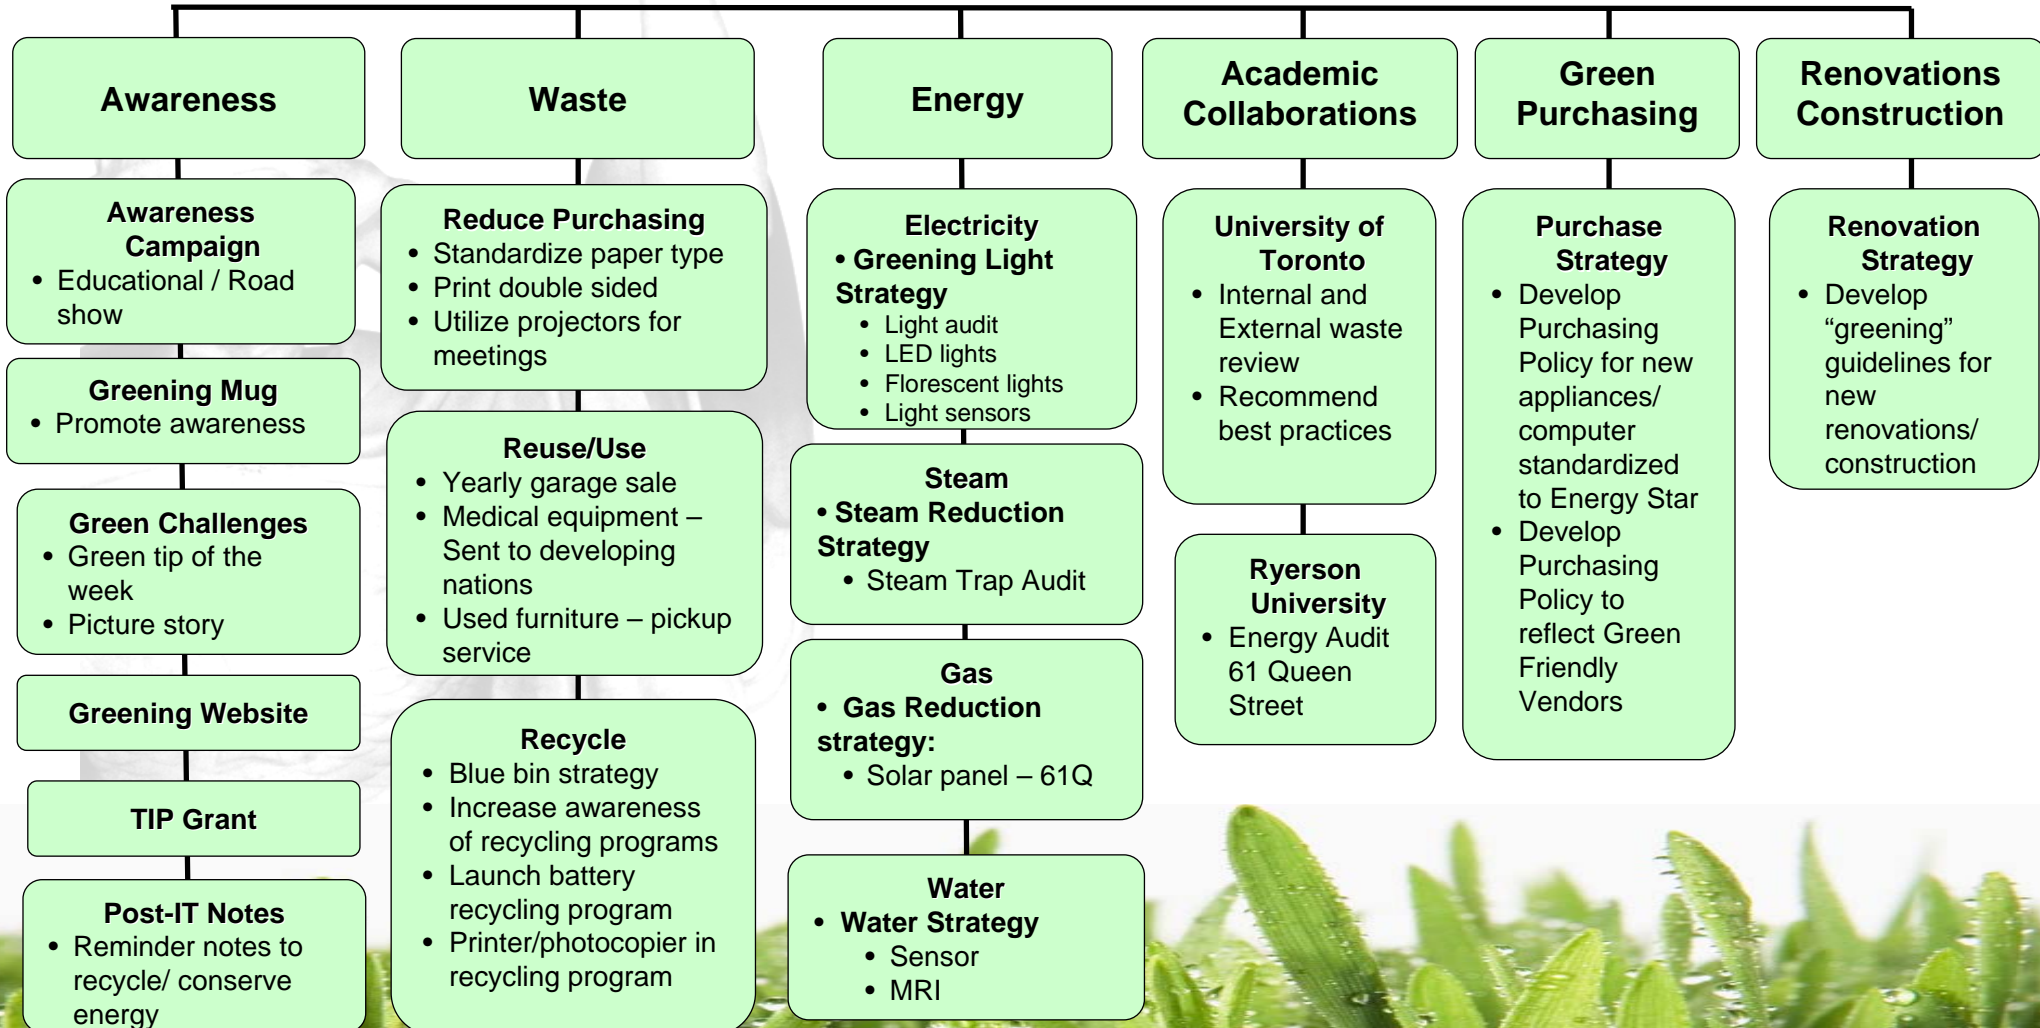 Awareness
Awareness
Campaign
• Educational / Road
show
Greening Mug
• Promote awareness
Green Challenges
• Green tip of the
week
• Picture story
Greening Website
TIP Grant
Post-IT Notes
• Reminder notes to
recycle/ conserve
energy
Waste
Reduce Purchasing
• Standardize paper type
• Print double sided
• Utilize projectors for
meetings
Reuse/Use
• Yearly garage sale
• Medical equipment –
Sent to developing
nations
• Used furniture – pickup
service
Recycle
• Blue bin strategy
• Increase awareness
of recycling programs
• Launch battery
recycling program
• Printer/photocopier in
recycling program
Energy
Electricity
• Greening Light
Strategy
• Light audit
• LED lights
• Florescent lights
• Light sensors
Steam
• Steam Reduction
Strategy
• Steam Trap Audit
Gas
• Gas Reduction
strategy:
• Solar panel – 61Q
Water
• Water Strategy
• Sensor
• MRI
Academic
Collaborations
University of
Toronto
• Internal and
External waste
review
• Recommend
best practices
Ryerson
University
• Energy Audit
61 Queen
Street
Green
Purchasing
Purchase
Strategy
• Develop
Purchasing
Policy for new
appliances/
computer
standardized
to Energy Star
• Develop
Purchasing
Policy to
reflect Green
Friendly
Vendors
Renovations
Construction
Renovation
Strategy
• Develop
“greening”
guidelines for
new
renovations/
construction